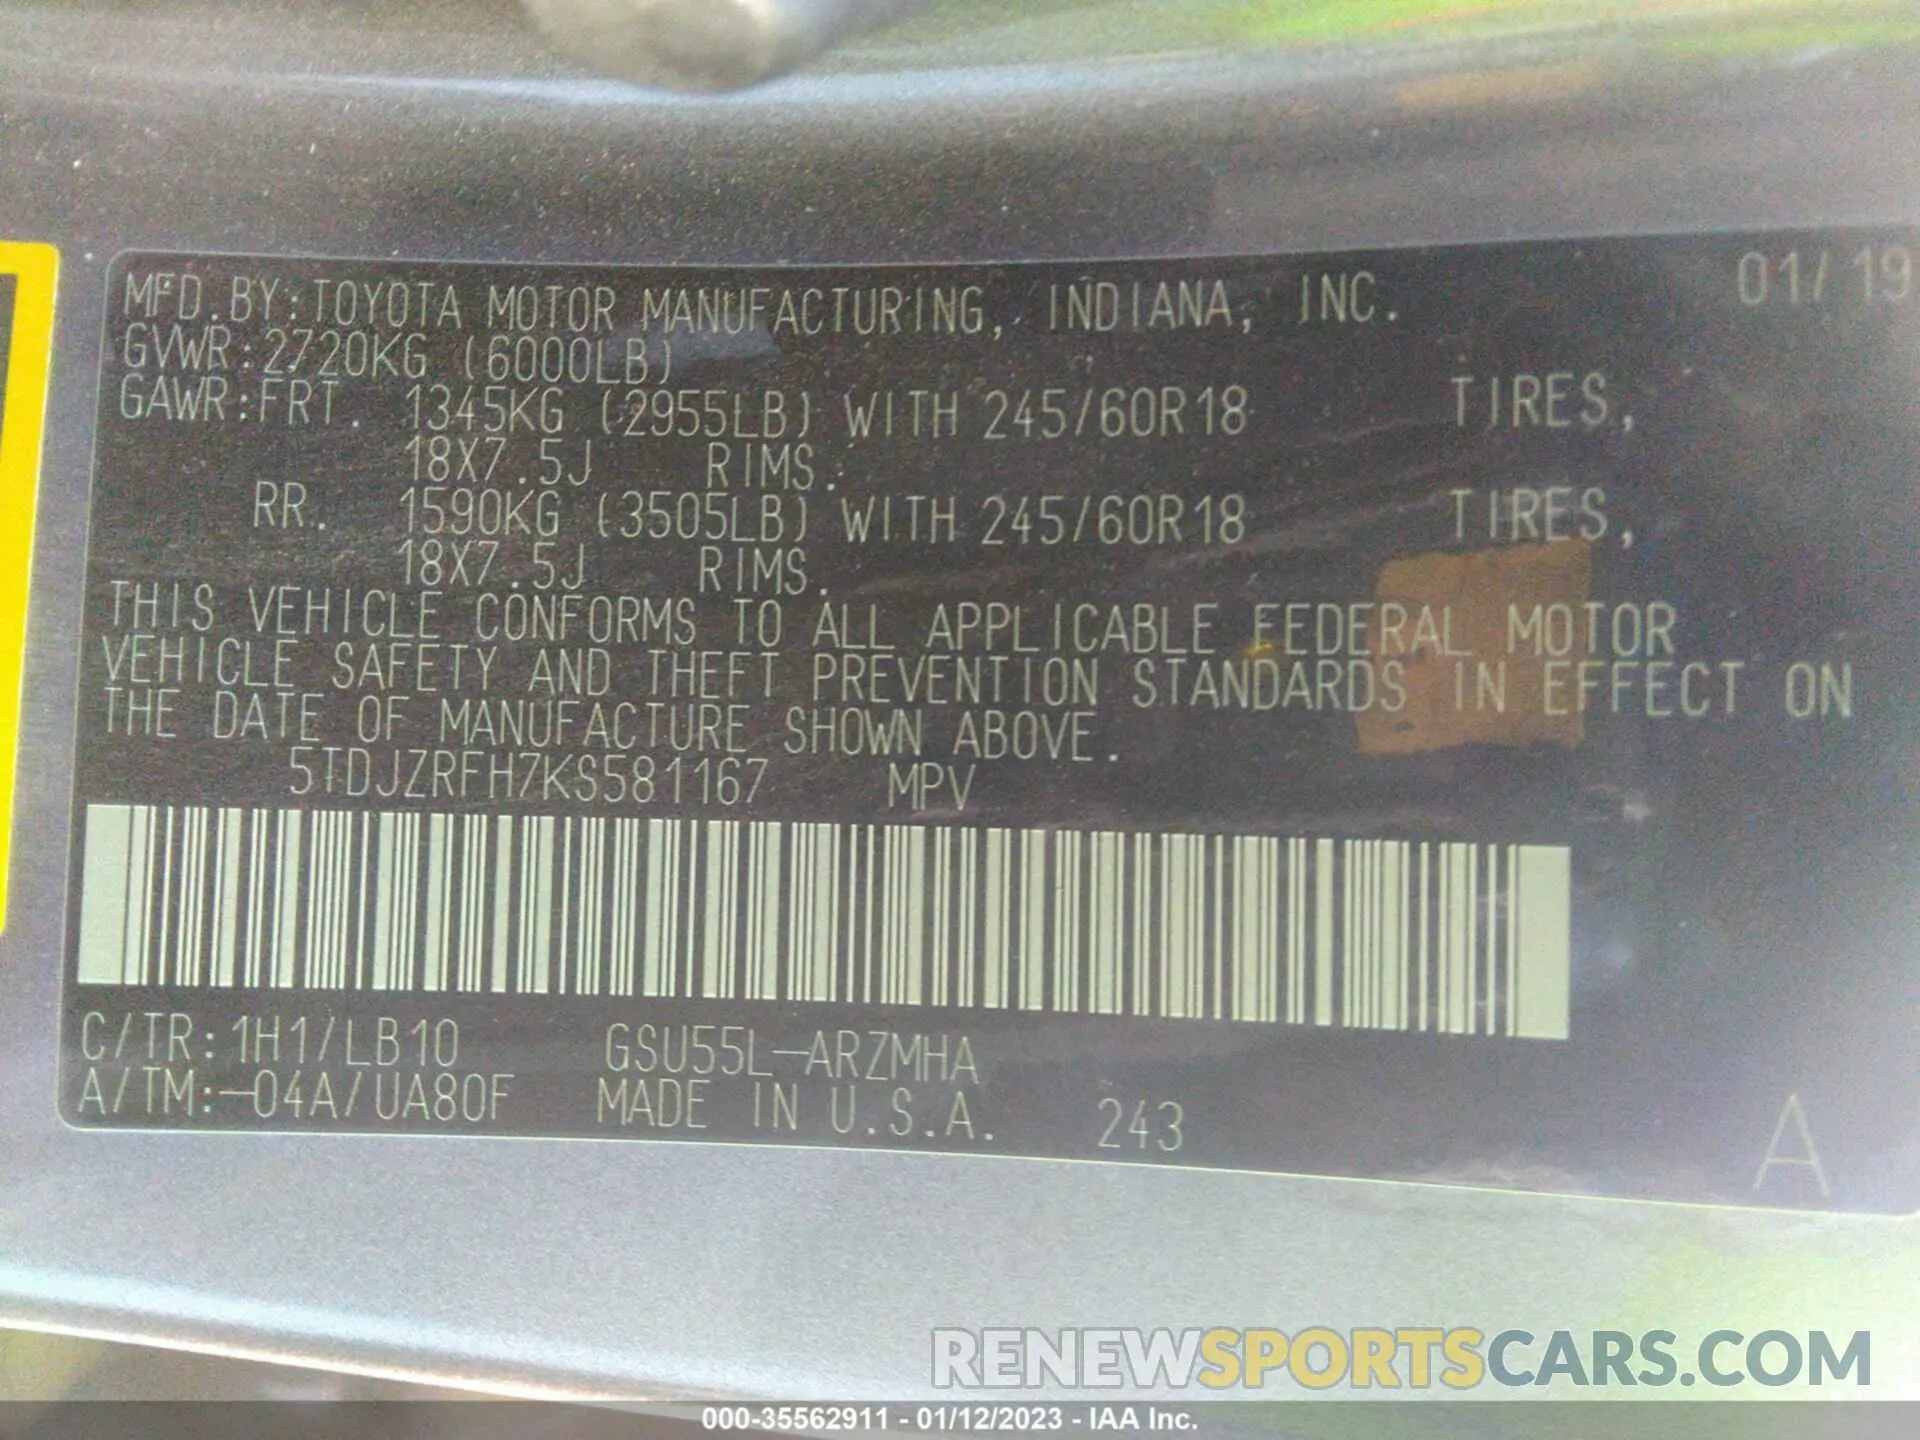 01/19
MFD.BY:TOYOTA MOTOR MANUFACTURING, INDIANA, INC.
GVWR:2720KG (6000LB)
GAWR:FRT. 1345KG (2955LB) WITH 245/60R18 TIRES,
18X7.5J RIMS.
RR. 1590KG (3505LB) WITH 245/60R18 TIRES,
18X7.5J RIMS.
THIS VEHICLE CONFORMS TO ALL APPLICABLE FEDERAL MOTOR
VEHICLE SAFETY AND THEFT PREVENTION STANDARDS IN EFFECT ON
THE DATE OF MANUFACTURE SHOWN ABOVE.
5TDJZRFH7KS581167 MPV
C/TR:1H1/LB10 GSU55L-ARZMHA
A/TM:-04A/UA80F MADE IN U.S.A. 243
A
RENEWSPORTSCARS.COM
000-35562911 - 01/12/2023 - IAA Inc.